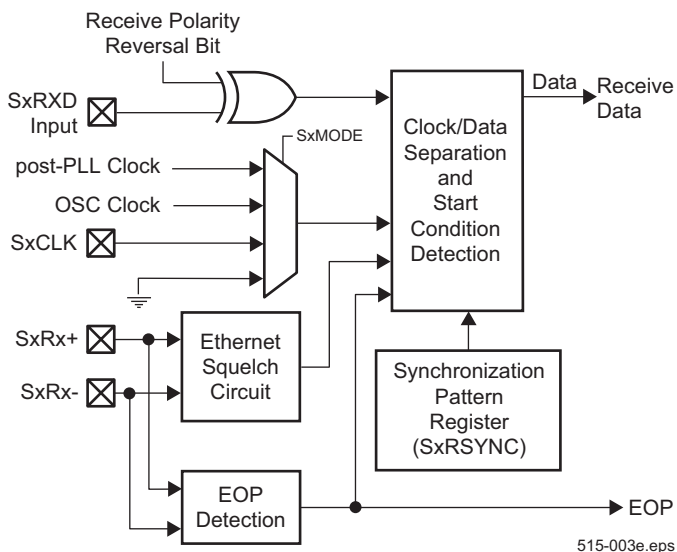 Receive Polarity
Reversal Bit
SxRXD
Input
SxMODE
post-PLL Clock
OSC Clock
SxCLK
Clock/Data
Separation
and
Start
Condition
Detection
Data
Receive
Data
SxRx+
SxRx-
Ethernet
Squelch
Circuit
Synchronization
Pattern
Register
(SxRSYNC)
EOP
Detection
EOP
515-003e.eps